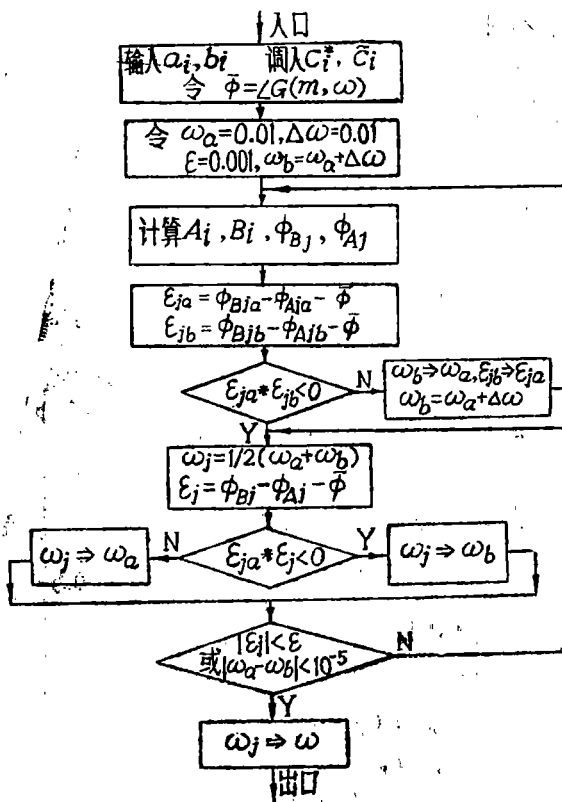 入口
输入ai,bi 调入Ci*, c̄i
令 Φ̄=∠G(m,ω)
令 ωa=0.01,Δω=0.01
ε=0.001,ωb=ωa+Δω
计算Ai,Bi,ϕBj,ϕAj
εja=ϕBja-ϕAja-ϕ̄
εjb=ϕBjb-ϕAjb-ϕ̄
εja*εjb<0
N
ωb⇒ωa,εjb⇒εja
ωb=ωa+Δω
Y
ωj=1/2(ωa+ωb)
εj=ϕBj-ϕAj-ϕ̄
ωj⇒ωa
N
εja*εj<0
Y
ωj⇒ωb
|εj|<ε
或|ωa-ωb|<10⁻⁵
N
Y
ωj⇒ω
出口